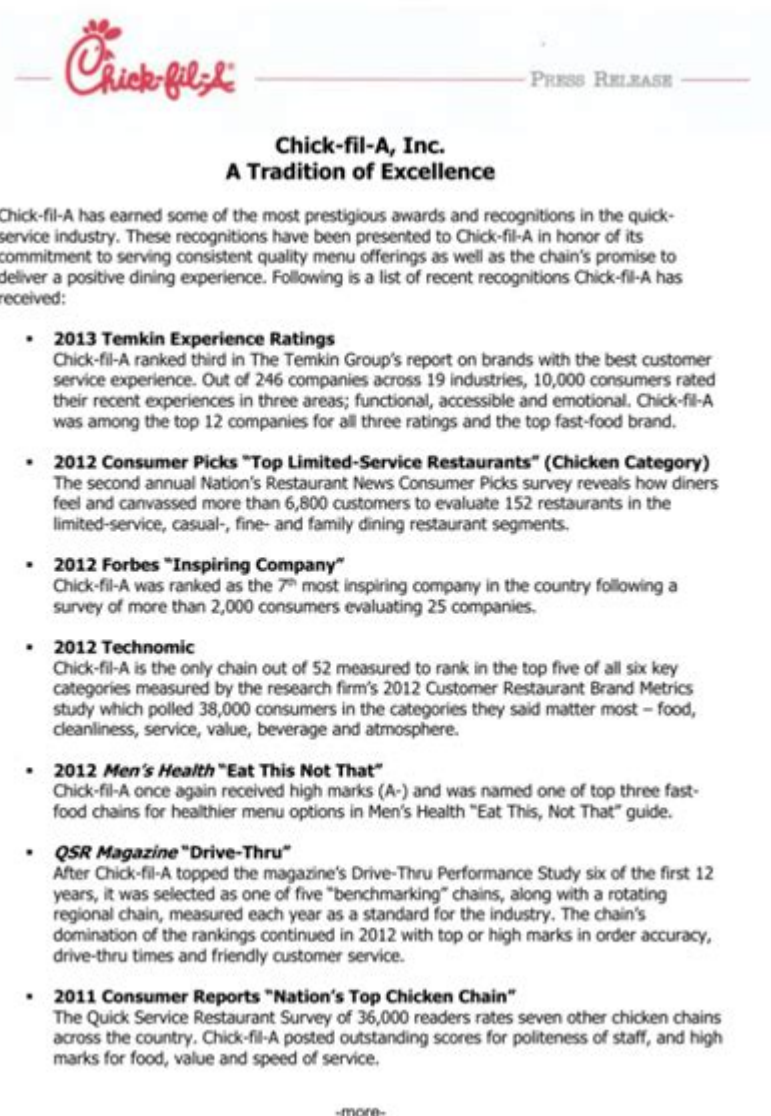 Chick-fil-A
PRESS RELEASE
Chick-fil-A, Inc.
A Tradition of Excellence
Chick-fil-A has earned some of the most prestigious awards and recognitions in the quick-
service industry. These recognitions have been presented to Chick-fil-A in honor of its
commitment to serving consistent quality menu offerings as well as the chain's promise to
deliver a positive dining experience. Following is a list of recent recognitions Chick-fil-A has
received:
▪ 2013 Temkin Experience Ratings
Chick-fil-A ranked third in The Temkin Group's report on brands with the best customer
service experience. Out of 246 companies across 19 industries, 10,000 consumers rated
their recent experiences in three areas; functional, accessible and emotional. Chick-fil-A
was among the top 12 companies for all three ratings and the top fast-food brand.
▪ 2012 Consumer Picks "Top Limited-Service Restaurants" (Chicken Category)
The second annual Nation's Restaurant News Consumer Picks survey reveals how diners
feel and canvassed more than 6,800 customers to evaluate 152 restaurants in the
limited-service, casual-, fine- and family dining restaurant segments.
▪ 2012 Forbes "Inspiring Company"
Chick-fil-A was ranked as the 7th most inspiring company in the country following a
survey of more than 2,000 consumers evaluating 25 companies.
▪ 2012 Technomic
Chick-fil-A is the only chain out of 52 measured to rank in the top five of all six key
categories measured by the research firm's 2012 Customer Restaurant Brand Metrics
study which polled 38,000 consumers in the categories they said matter most – food,
cleanliness, service, value, beverage and atmosphere.
▪ 2012 Men's Health "Eat This Not That"
Chick-fil-A once again received high marks (A-) and was named one of top three fast-
food chains for healthier menu options in Men's Health "Eat This, Not That" guide.
▪ QSR Magazine "Drive-Thru"
After Chick-fil-A topped the magazine's Drive-Thru Performance Study six of the first 12
years, it was selected as one of five "benchmarking" chains, along with a rotating
regional chain, measured each year as a standard for the industry. The chain's
domination of the rankings continued in 2012 with top or high marks in order accuracy,
drive-thru times and friendly customer service.
▪ 2011 Consumer Reports "Nation's Top Chicken Chain"
The Quick Service Restaurant Survey of 36,000 readers rates seven other chicken chains
across the country. Chick-fil-A posted outstanding scores for politeness of staff, and high
marks for food, value and speed of service.
-more-